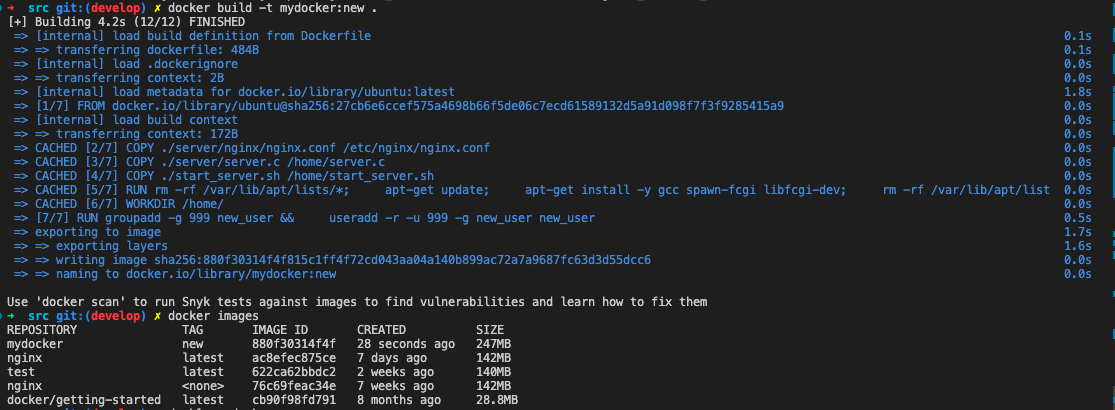 ➜ src git:(develop) ✗ docker build -t mydocker:new .
[+] Building 4.2s (12/12) FINISHED
=> [internal] load build definition from Dockerfile 0.1s
=> => transferring dockerfile: 484B 0.1s
=> [internal] load .dockerignore 0.0s
=> => transferring context: 2B 0.0s
=> [internal] load metadata for docker.io/library/ubuntu:latest 1.8s
=> [1/7] FROM docker.io/library/ubuntu@sha256:27cb6e6ccef575a4698b66f5de06c7ecd61589132d5a91d098f7f3f9285415a9 0.0s
=> [internal] load build context 0.0s
=> => transferring context: 172B 0.0s
=> CACHED [2/7] COPY ./server/nginx/nginx.conf /etc/nginx/nginx.conf 0.0s
=> CACHED [3/7] COPY ./server/server.c /home/server.c 0.0s
=> CACHED [4/7] COPY ./start_server.sh /home/start_server.sh 0.0s
=> CACHED [5/7] RUN rm -rf /var/lib/apt/lists/*; apt-get update; apt-get install -y gcc spawn-fcgi libfcgi-dev; rm -rf /var/lib/apt/list 0.0s
=> CACHED [6/7] WORKDIR /home/ 0.0s
=> [7/7] RUN groupadd -g 999 new_user && useradd -r -u 999 -g new_user new_user 0.5s
=> exporting to image 1.7s
=> => exporting layers 1.6s
=> => writing image sha256:880f30314f4f815c1ff4f72cd043aa04a140b899ac72a7a9687fc63d3d55dcc6 0.0s
=> => naming to docker.io/library/mydocker:new 0.0s
Use 'docker scan' to run Snyk tests against images to find vulnerabilities and learn how to fix them
➜ src git:(develop) ✗ docker images
REPOSITORY TAG IMAGE ID CREATED SIZE
mydocker new 880f30314f4f 28 seconds ago 247MB
nginx latest ac8efec875ce 7 days ago 142MB
test latest 622ca62bbdc2 2 weeks ago 140MB
nginx <none> 76c69feac34e 7 weeks ago 142MB
docker/getting-started latest cb90f98fd791 8 months ago 28.8MB